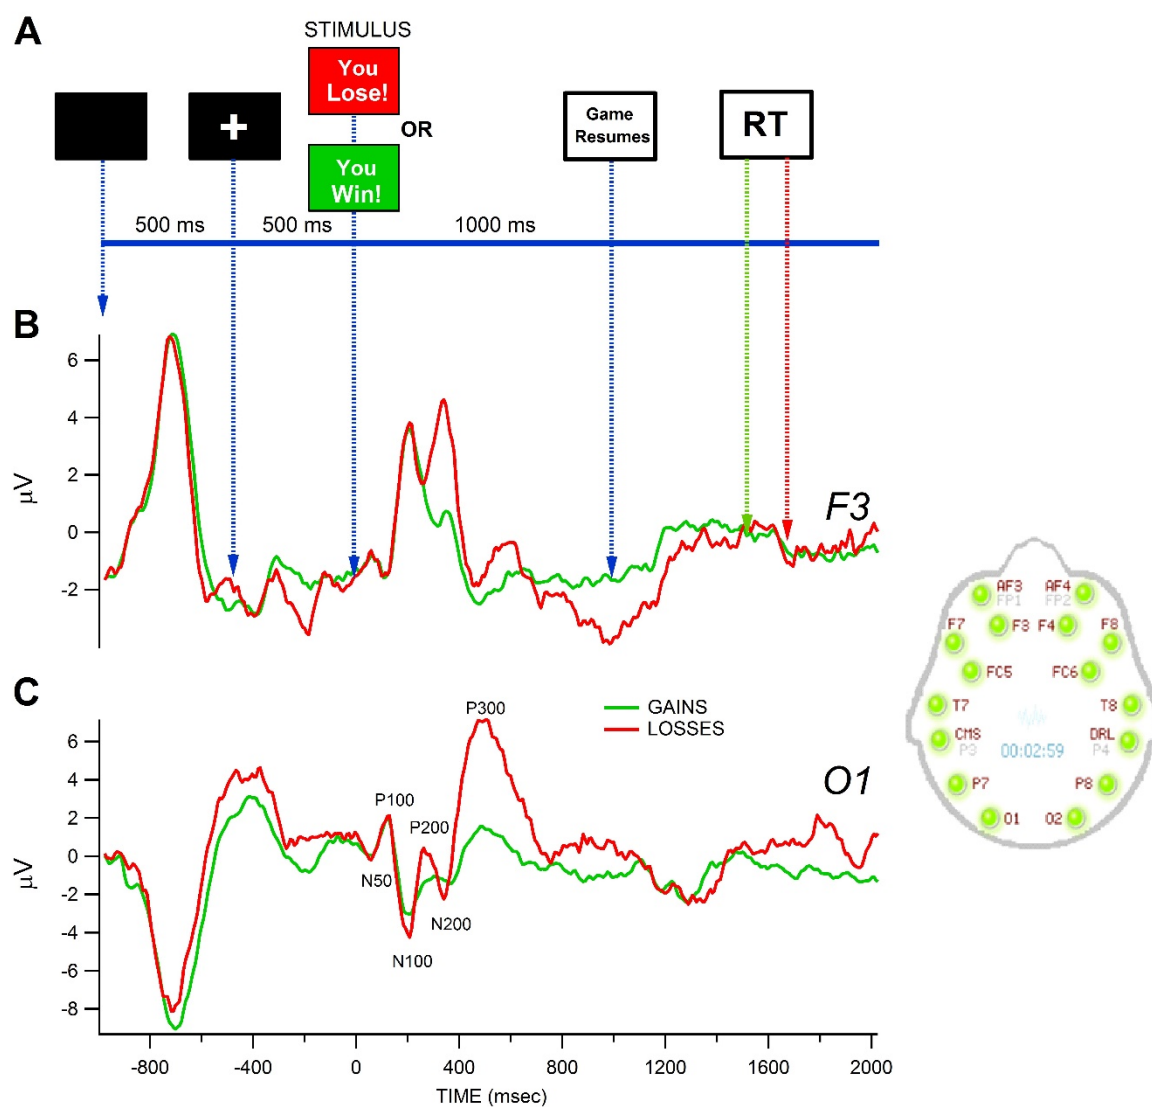 A
STIMULUS
You
Lose!
OR
You
Win!
+
Game
Resumes
RT
500 ms
500 ms
1000 ms
B
6
4
2
0
-2
µV
F3
C
P300
GAINS
LOSSES
6
4
2
0
-2
-4
-6
-8
µV
P100
P200
N50
N200
N100
O1
-800
-400
0
400
800
1200
1600
2000
TIME (msec)
AF3 AF4
FP1 FP2
F7 F3 F4 F8
FC5 FC6
T7 T8
CMS DRL
P3 00:02:59 P4
P7 P8
O1 O2